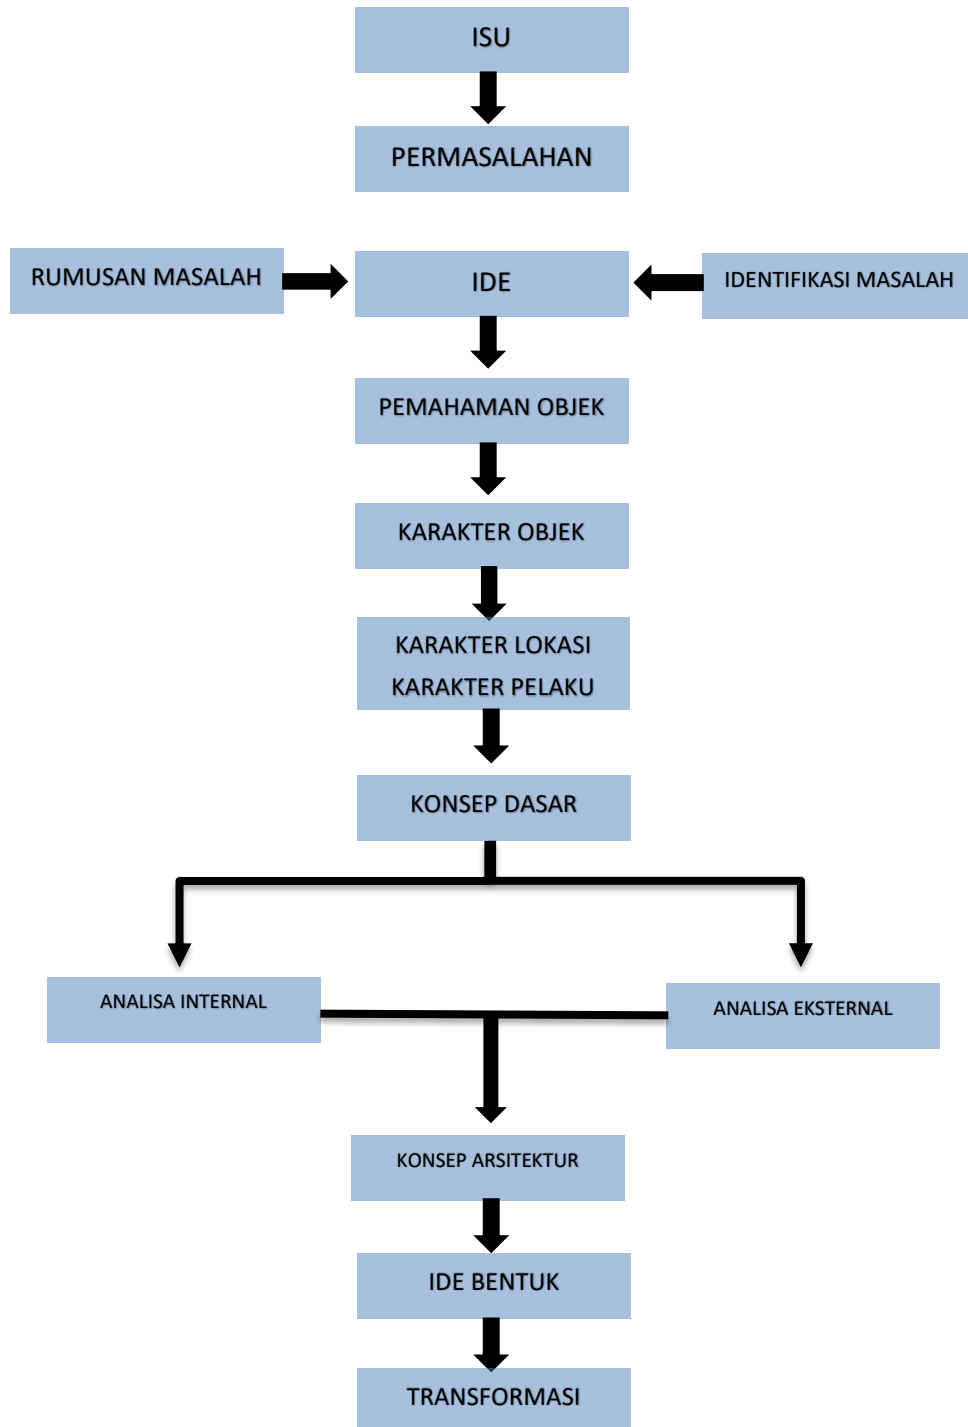 ISU
PERMASALAHAN
RUMUSAN MASALAH
IDE
IDENTIFIKASI MASALAH
PEMAHAMAN OBJEK
KARAKTER OBJEK
KARAKTER LOKASI
KARAKTER PELAKU
KONSEP DASAR
ANALISA INTERNAL
ANALISA EKSTERNAL
KONSEP ARSITEKTUR
IDE BENTUK
TRANSFORMASI